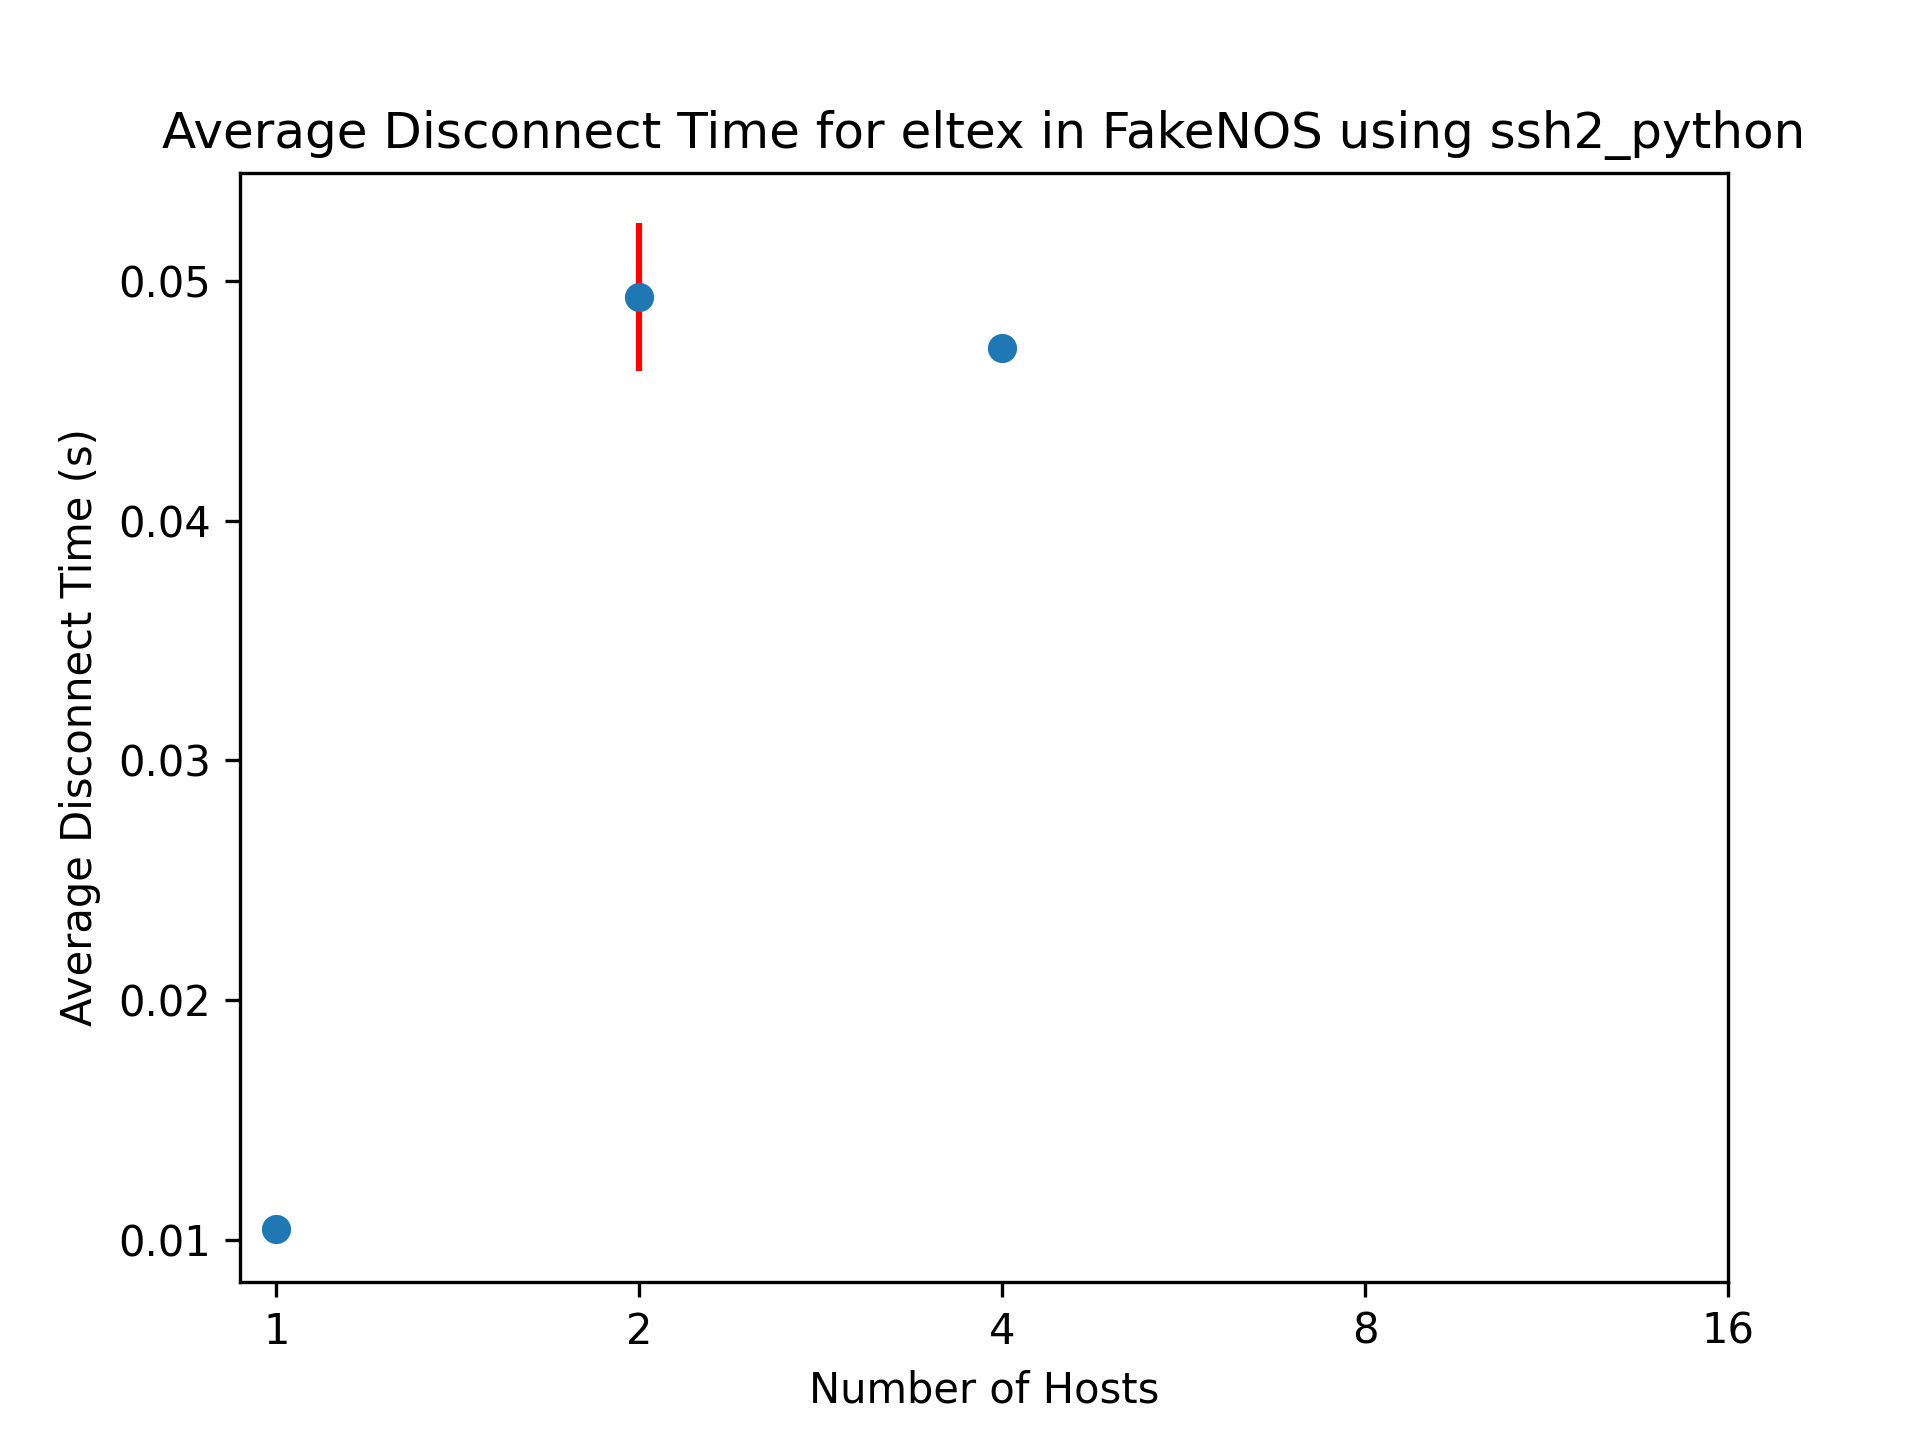 Average Disconnect Time for eltex in FakeNOS using ssh2_python
Average Disconnect Time (s)
0.05
0.04
0.03
0.02
0.01
1 2 4 8 16
Number of Hosts